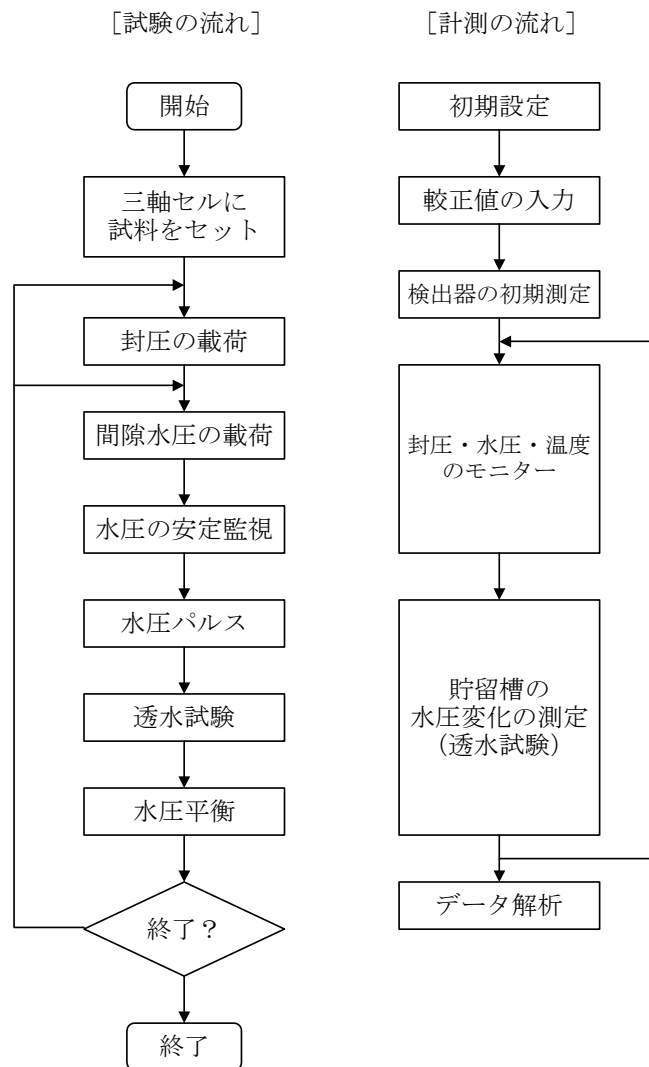 ［試験の流れ］
開始
三軸セルに
試料をセット
封圧の載荷
間隙水圧の載荷
水圧の安定監視
水圧パルス
透水試験
水圧平衡
終了？
終了
［計測の流れ］
初期設定
較正値の入力
検出器の初期測定
封圧・水圧・温度
のモニター
貯留槽の
水圧変化の測定
（透水試験）
データ解析